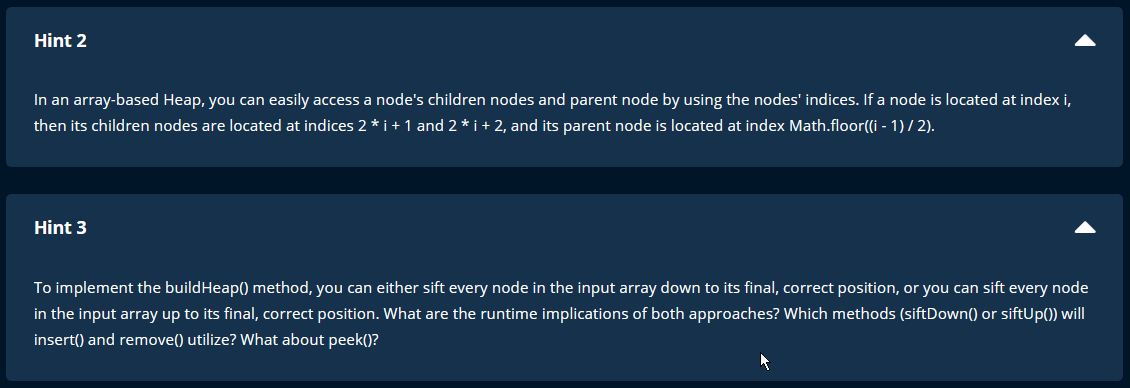 Hint 2
In an array-based Heap, you can easily access a node's children nodes and parent node by using the nodes' indices. If a node is located at index i,
then its children nodes are located at indices 2 * i + 1 and 2 * i + 2, and its parent node is located at index Math.floor((i - 1) / 2).
Hint 3
To implement the buildHeap() method, you can either sift every node in the input array down to its final, correct position, or you can sift every node
in the input array up to its final, correct position. What are the runtime implications of both approaches? Which methods (siftDown() or siftUp()) will
insert() and remove() utilize? What about peek()?